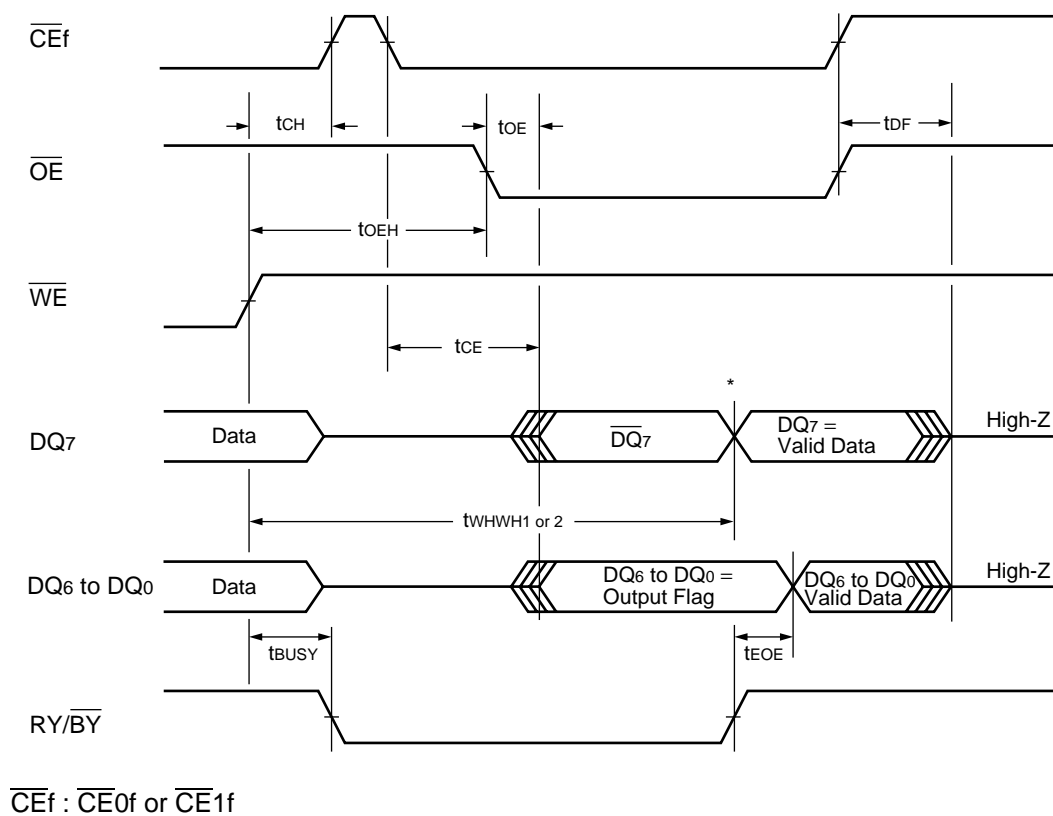 CEf
tCH
tOE
tDF
OE
tOEH
WE
tCE
*
DQ7
Data
DQ7
DQ7 =
Valid Data
High-Z
tWHWH1 or 2
DQ6 to DQ0
Data
DQ6 to DQ0 =
Output Flag
DQ6 to DQ0
Valid Data
High-Z
tBUSY
tEOE
RY/BY
CEf : CE0f or CE1f